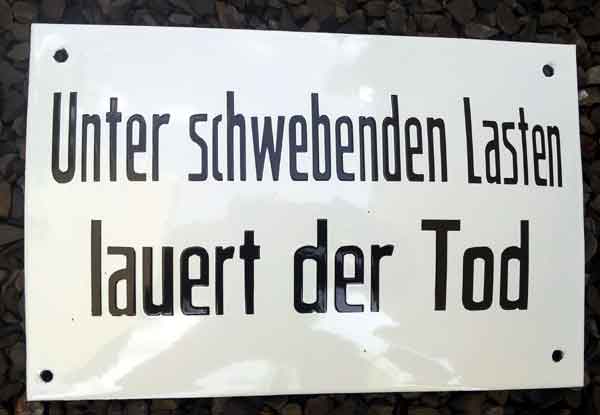 Unter schwebenden Lasten
lauert der Tod